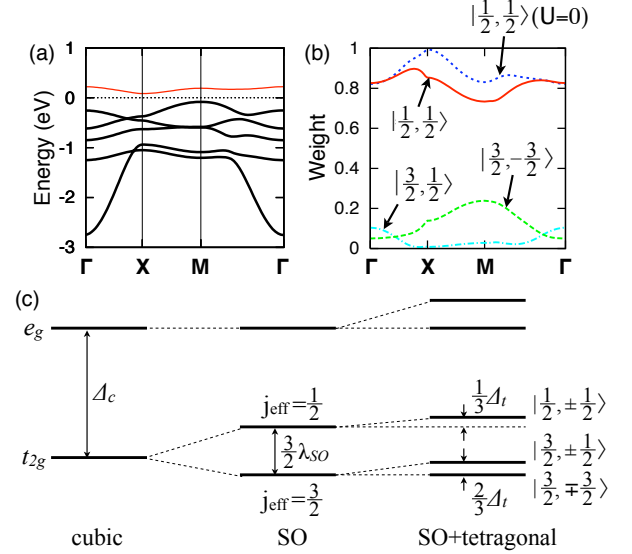 (a)
Energy (eV)
1
0
-1
-2
-3
Γ X M Γ
(b)
Weight
1
0.8
0.6
0.4
0.2
0
Γ X M Γ
|1/2, 1/2⟩(U=0)
|1/2, 1/2⟩
|3/2, -3/2⟩
|3/2, 1/2⟩
(c)
e_g
Δ_c
t_{2g}
j_eff=1/2
3/2 λ_SO
j_eff=3/2
1/3 Δ_t |1/2, ±1/2⟩
|3/2, ±1/2⟩
2/3 Δ_t |3/2, ∓3/2⟩
cubic SO SO+tetragonal